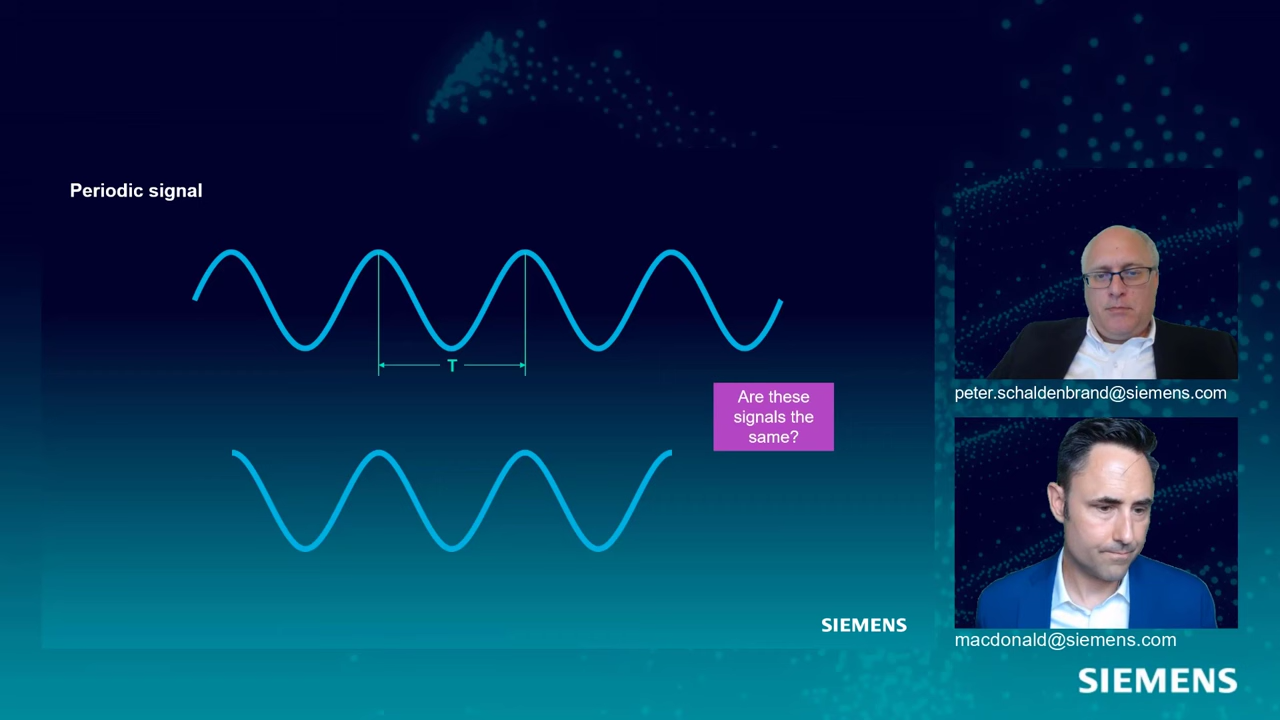 Periodic signal
T
Are these
signals the
same?
SIEMENS
peter.schaldenbrand@siemens.com
macdonald@siemens.com
SIEMENS